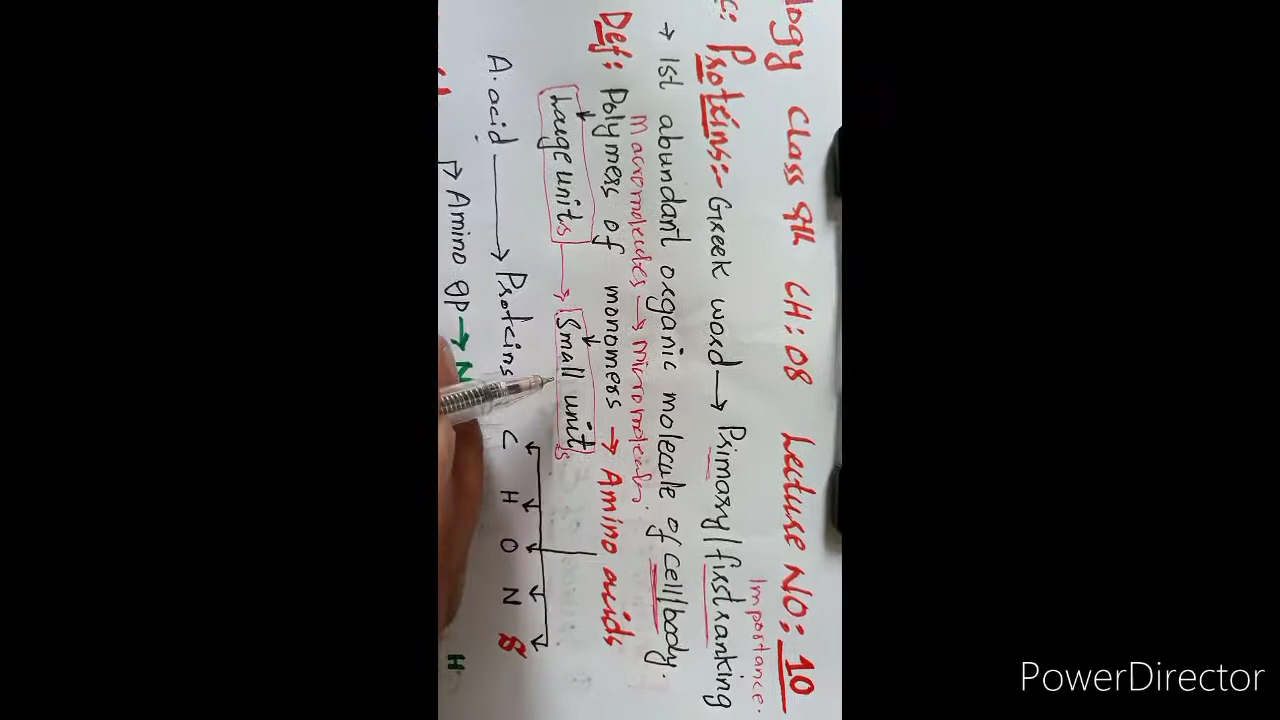 logy Class 9th CH: 08 Lecture NO: 10
Importance.
c: Proteins:- Greek word → Primary/first ranking
→ 1st abundant organic molecule of cell/body.
Macromolecules → micromolecules.
Def: Polymers of monomers → Amino acids
Large units → Small units
A. acid → Proteins
C H O N S
Amino gp → N
H
PowerDirector